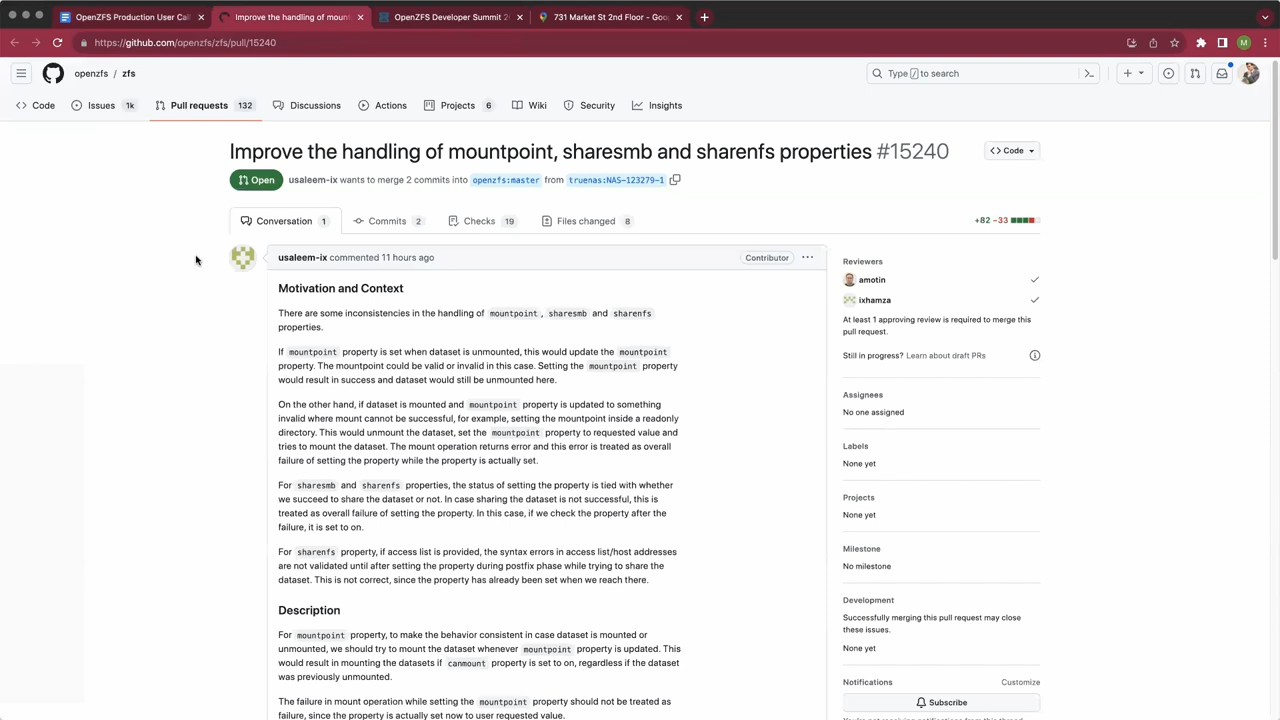 OpenZFS Production User Cal
Improve the handling of mount
OpenZFS Developer Summit 2
731 Market St 2nd Floor - Goo
https://github.com/openzfs/zfs/pull/15240
M
openzfs / zfs
Type / to search
Code
Issues 1k
Pull requests 132
Discussions
Actions
Projects 6
Wiki
Security
Insights
Improve the handling of mountpoint, sharesmb and sharenfs properties #15240
<> Code
Open
usaleem-ix wants to merge 2 commits into openzfs:master from truenas:NAS-123279-1
Conversation 1
Commits 2
Checks 19
Files changed 8
+82 −33
usaleem-ix commented 11 hours ago
Contributor
Motivation and Context
There are some inconsistencies in the handling of mountpoint, sharesmb and sharenfs
properties.
If mountpoint property is set when dataset is unmounted, this would update the mountpoint
property. The mountpoint could be valid or invalid in this case. Setting the mountpoint property
would result in success and dataset would still be unmounted here.
On the other hand, if dataset is mounted and mountpoint property is updated to something
invalid where mount cannot be successful, for example, setting the mountpoint inside a readonly
directory. This would unmount the dataset, set the mountpoint property to requested value and
tries to mount the dataset. The mount operation returns error and this error is treated as overall
failure of setting the property while the property is actually set.
For sharesmb and sharenfs properties, the status of setting the property is tied with whether
we succeed to share the dataset or not. In case sharing the dataset is not successful, this is
treated as overall failure of setting the property. In this case, if we check the property after the
failure, it is set to on.
For sharenfs property, if access list is provided, the syntax errors in access list/host addresses
are not validated until after setting the property during postfix phase while trying to share the
dataset. This is not correct, since the property has already been set when we reach there.
Description
For mountpoint property, to make the behavior consistent in case dataset is mounted or
unmounted, we should try to mount the dataset whenever mountpoint property is updated. This
would result in mounting the datasets if canmount property is set to on, regardless if the dataset
was previously unmounted.
The failure in mount operation while setting the mountpoint property should not be treated as
failure, since the property is actually set now to user requested value.
Reviewers
amotin
ixhamza
At least 1 approving review is required to merge this
pull request.
Still in progress? Learn about draft PRs
Assignees
No one assigned
Labels
None yet
Projects
None yet
Milestone
No milestone
Development
Successfully merging this pull request may close
these issues.
None yet
Notifications
Customize
Subscribe
You're not receiving notifications from this thread.